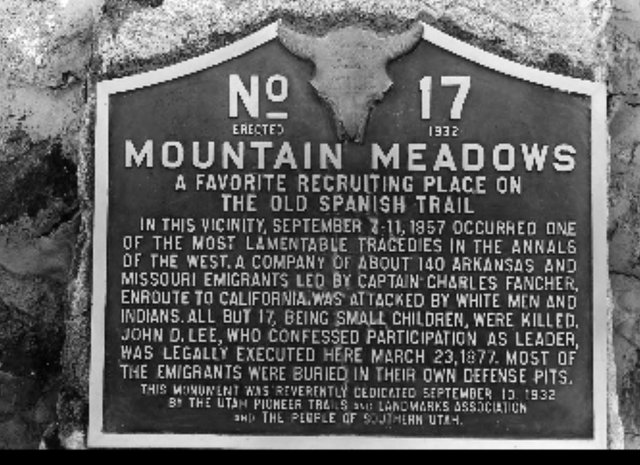 Nº 17
ERECTED 1932
MOUNTAIN MEADOWS
A FAVORITE RECRUITING PLACE ON
THE OLD SPANISH TRAIL
IN THIS VICINITY, SEPTEMBER 7-11, 1857 OCCURRED ONE
OF THE MOST LAMENTABLE TRAGEDIES IN THE ANNALS
OF THE WEST. A COMPANY OF ABOUT 140 ARKANSAS AND
MISSOURI EMIGRANTS LED BY CAPTAIN CHARLES FANCHER,
ENROUTE TO CALIFORNIA, WAS ATTACKED BY WHITE MEN AND
INDIANS. ALL BUT 17, BEING SMALL CHILDREN, WERE KILLED.
JOHN D. LEE, WHO CONFESSED PARTICIPATION AS LEADER,
WAS LEGALLY EXECUTED HERE MARCH 23, 1877. MOST OF
THE EMIGRANTS WERE BURIED IN THEIR OWN DEFENSE PITS.
THIS MONUMENT WAS REVERENTLY DEDICATED SEPTEMBER 10 1932
BY THE UTAH PIONEER TRAILS AND LANDMARKS ASSOCIATION
AND THE PEOPLE OF SOUTHERN UTAH.